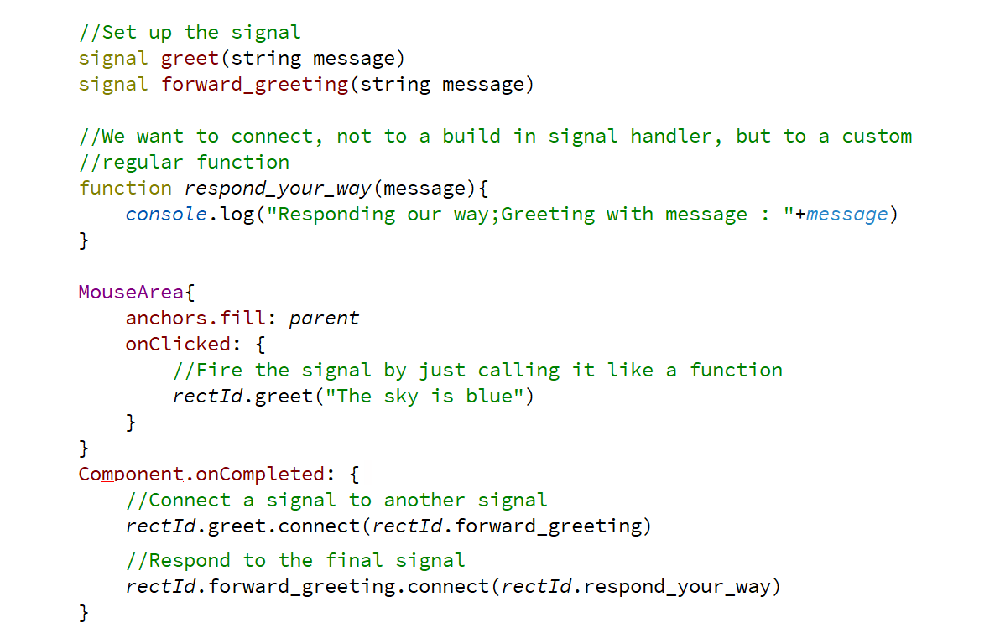 //Set up the signal
signal greet(string message)
signal forward_greeting(string message)
//We want to connect, not to a build in signal handler, but to a custom
//regular function
function respond_your_way(message){
    console.log("Responding our way;Greeting with message : "+message)
}
MouseArea{
    anchors.fill: parent
    onClicked: {
        //Fire the signal by just calling it like a function
        rectId.greet("The sky is blue")
    }
}
Component.onCompleted: {
    //Connect a signal to another signal
    rectId.greet.connect(rectId.forward_greeting)
    //Respond to the final signal
    rectId.forward_greeting.connect(rectId.respond_your_way)
}